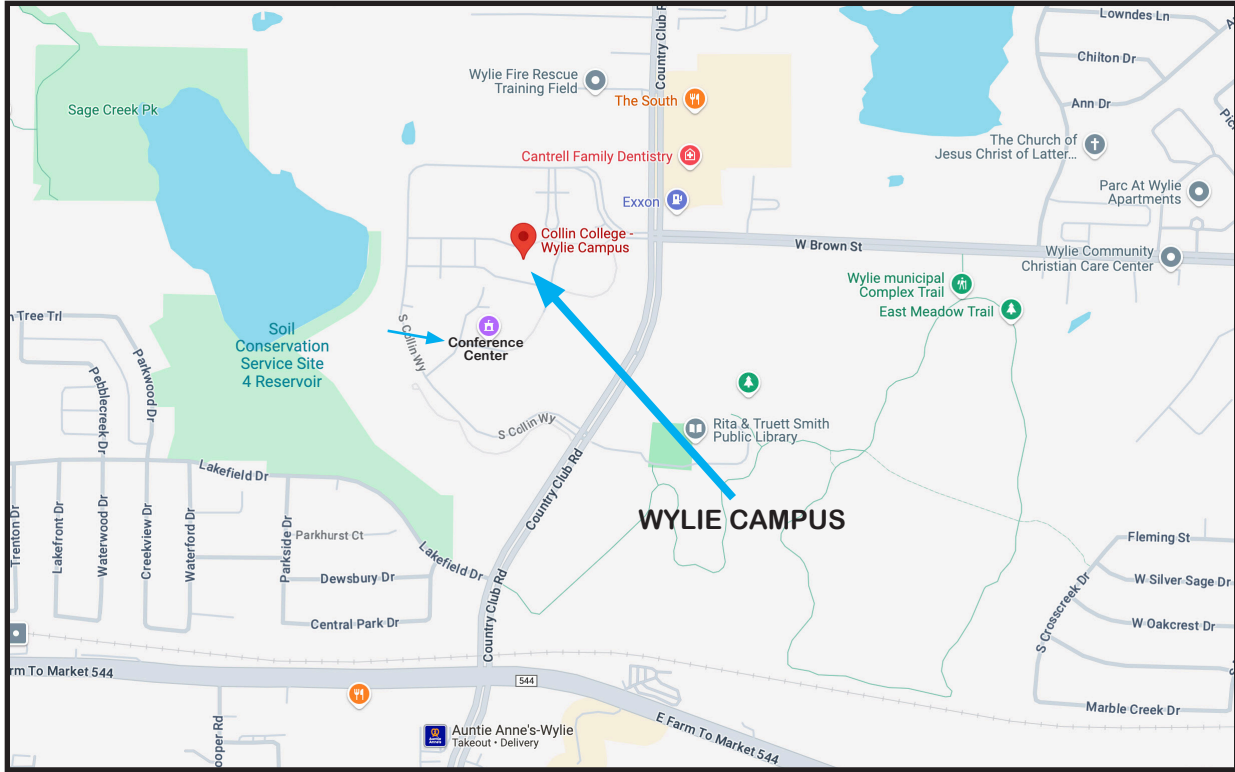 Lowndes Ln
Country Club R
Chilton Dr
Wylie Fire Rescue
Training Field
The South
Ann Dr
Sage Creek Pk
Pic
The Church of
Jesus Christ of Latter...
Cantrell Family Dentistry
Parc At Wylie
Apartments
Exxon
Collin College -
Wylie Campus
W Brown St
Wylie Community
Christian Care Center
Wylie municipal
Complex Trail
East Meadow Trail
Tree Trl
Soil
Conservation
Service Site
4 Reservoir
S Collin Wy
Conference
Center
Parkwood Dr
Pebblecreek Dr
S Collin Wy
Rita & Truett Smith
Public Library
Lakefield Dr
Country Club Rd
WYLIE CAMPUS
Trenton Dr
Lakefront Dr
Waterwood Dr
Creekview Dr
Waterford Dr
Parkside Dr
Parkhurst Ct
Lakefield Dr
Fleming St
Dewsbury Dr
W Silver Sage Dr
Country Club Rd
S Crosscreek Dr
Central Park Dr
W Oakcrest Dr
rm To Market 544
544
Marble Creek Dr
E Farm To Market 544
ooper Rd
Auntie Anne's-Wylie
Takeout • Delivery